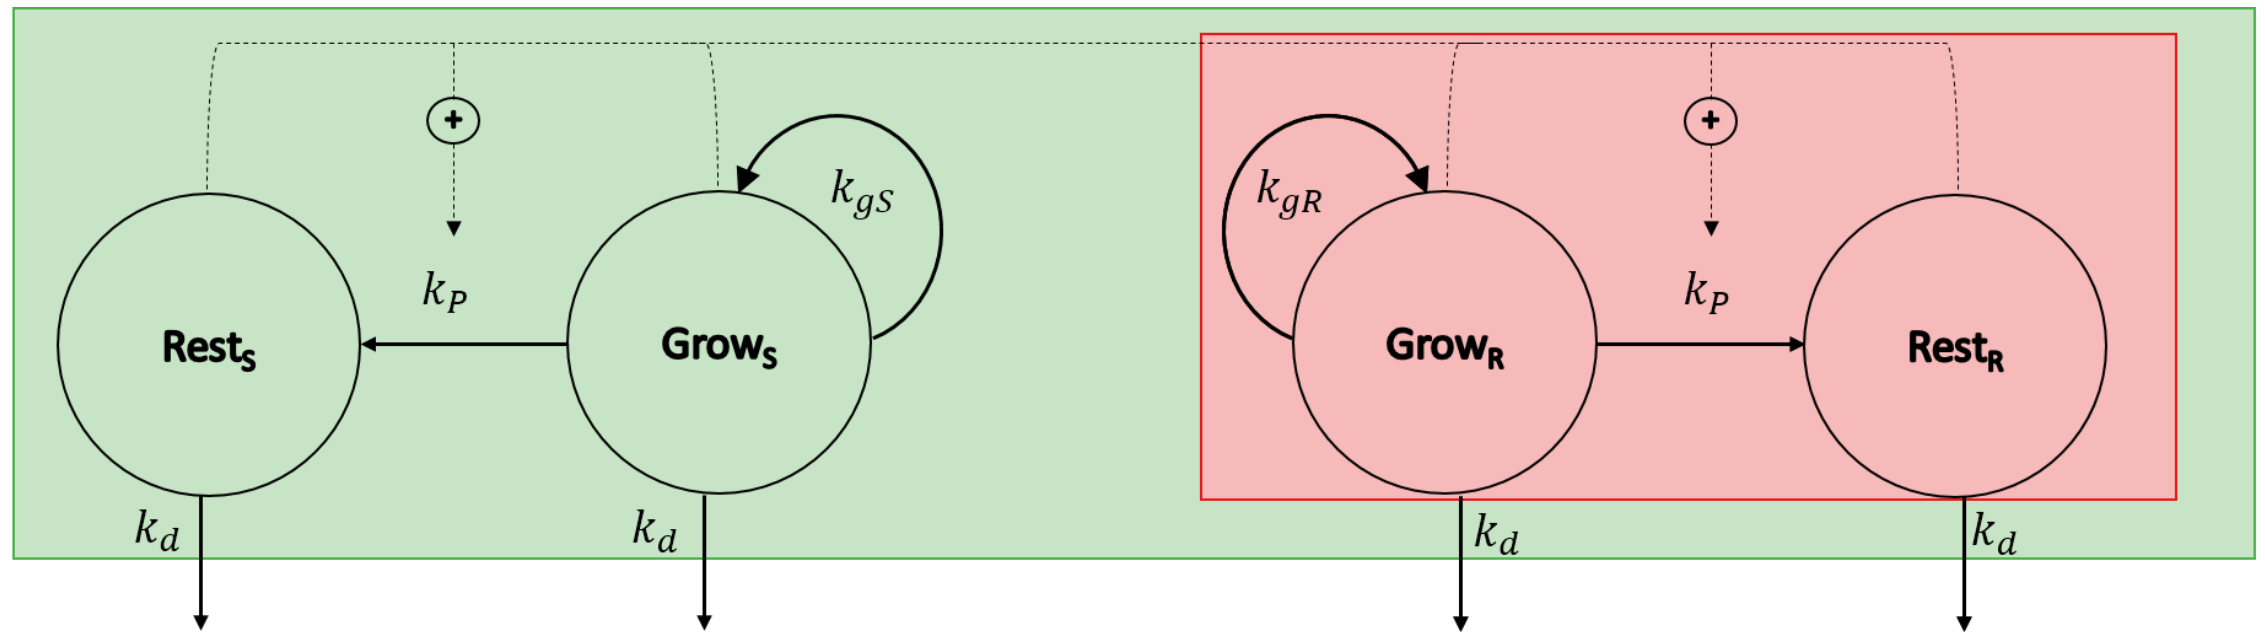 +
+
k_gS
k_gR
k_P
k_P
Rest_S
Grow_S
Grow_R
Rest_R
k_d
k_d
k_d
k_d